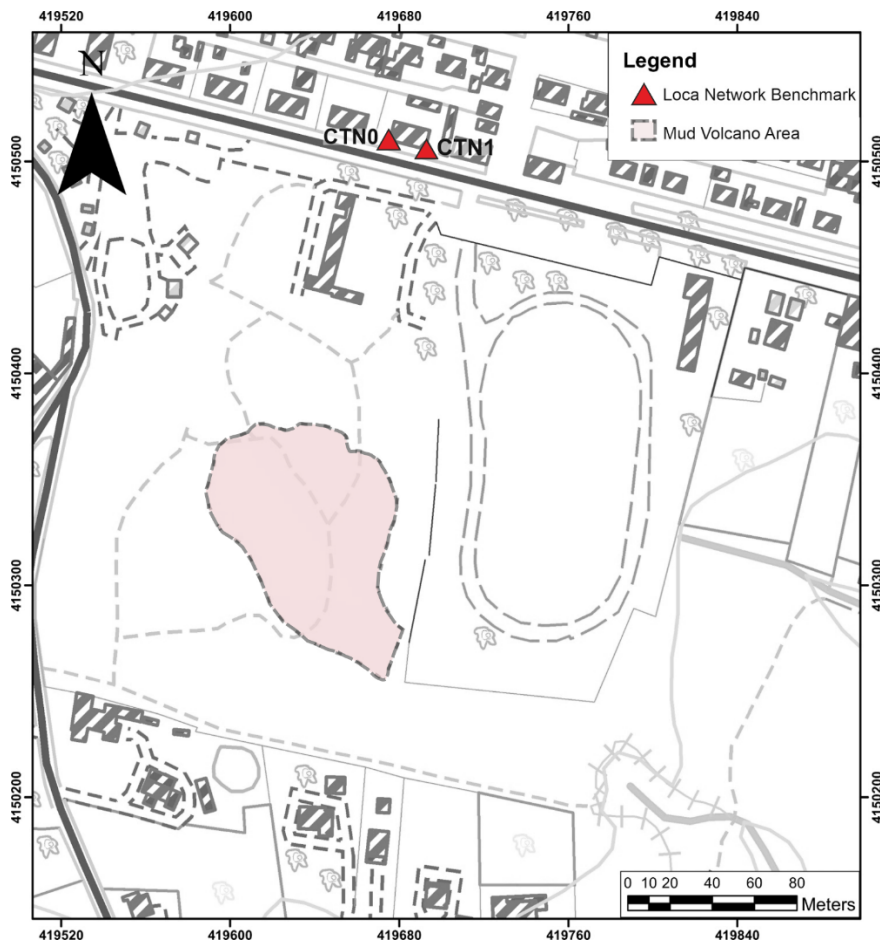 419520 419600 419680 419760 419840
N
Legend
Loca Network Benchmark
Mud Volcano Area
CTN0
CTN1
4150500 4150500
4150400 4150400
4150300 4150300
4150200 4150200
0 10 20 40 60 80
Meters
419520 419600 419680 419760 419840